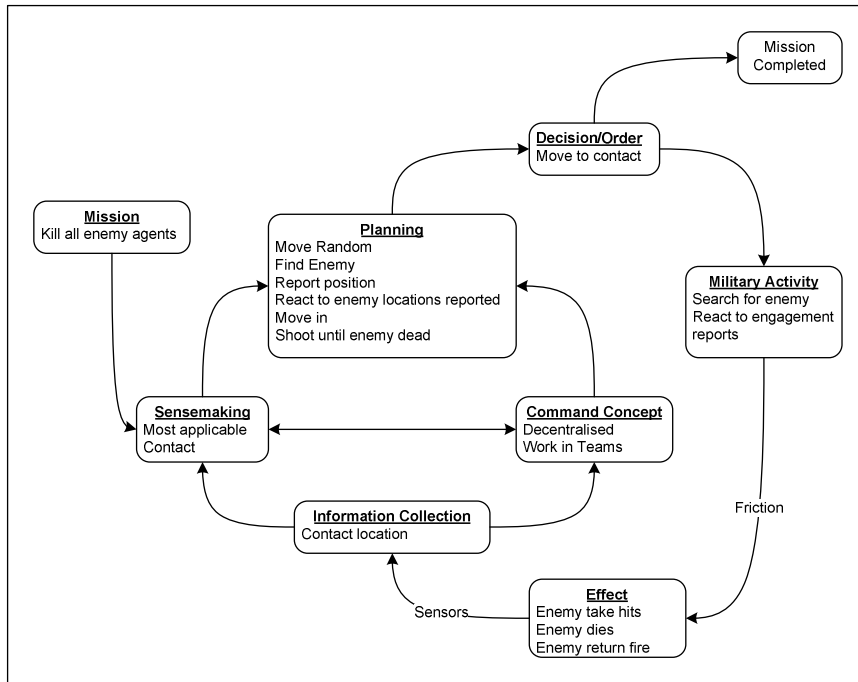 Mission
Completed
Decision/Order
Move to contact
Mission
Kill all enemy agents
Planning
Move Random
Find Enemy
Report position
React to enemy locations reported
Move in
Shoot until enemy dead
Military Activity
Search for enemy
React to engagement
reports
Sensemaking
Most applicable
Contact
Command Concept
Decentralised
Work in Teams
Information Collection
Contact location
Friction
Sensors
Effect
Enemy take hits
Enemy dies
Enemy return fire